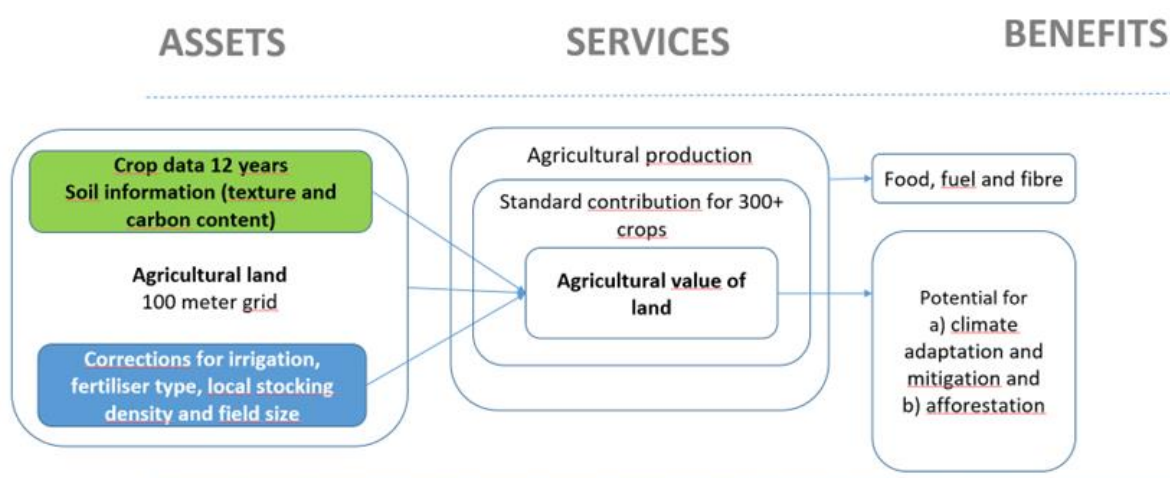 ASSETS
SERVICES
BENEFITS
Crop data 12 years
Soil information (texture and
carbon content)
Agricultural land
100 meter grid
Corrections for irrigation,
fertiliser type, local stocking
density and field size
Agricultural production
Standard contribution for 300+
crops
Agricultural value of
land
Food, fuel and fibre
Potential for
a) climate
adaptation and
mitigation and
b) afforestation